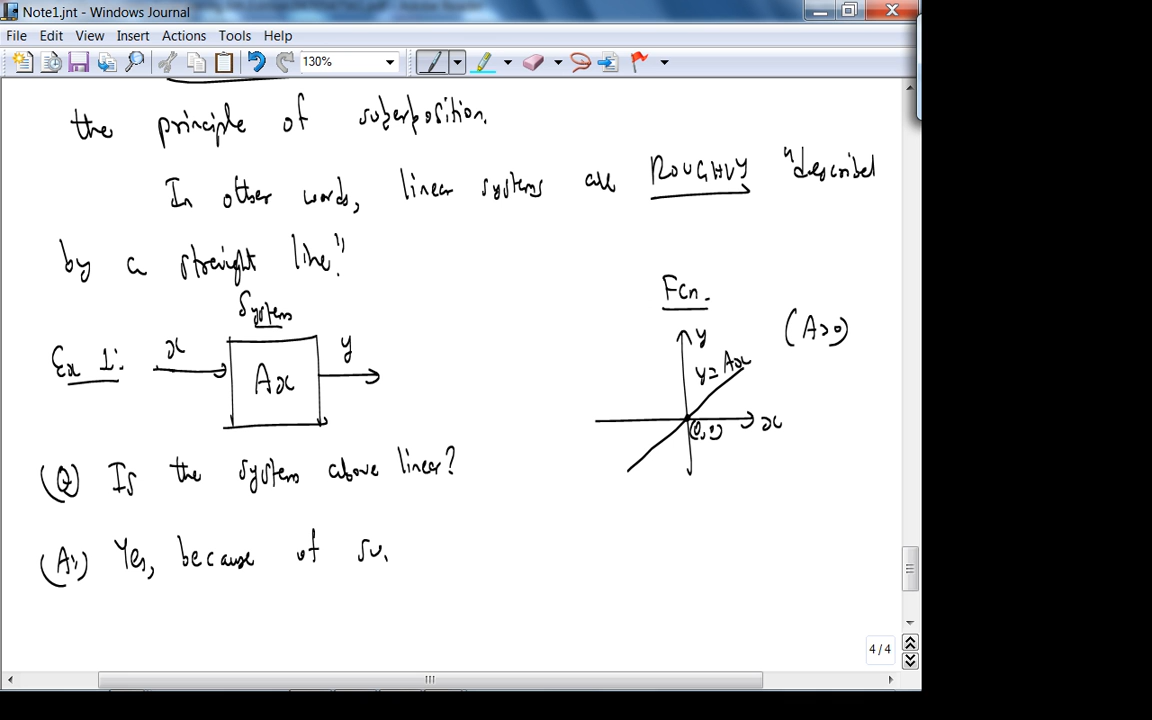 Note1.jnt - Windows Journal
File Edit View Insert Actions Tools Help
130%
the principle of superposition.
In other words, linear systems are ROUGHLY "described
by a straight line."
System
Fcn.
Ex 1: x Ax y
y (A>0)
y=Ax
(0,0) x
(Q) Is the system above linear?
(A:) Yes, because of su
4 / 4